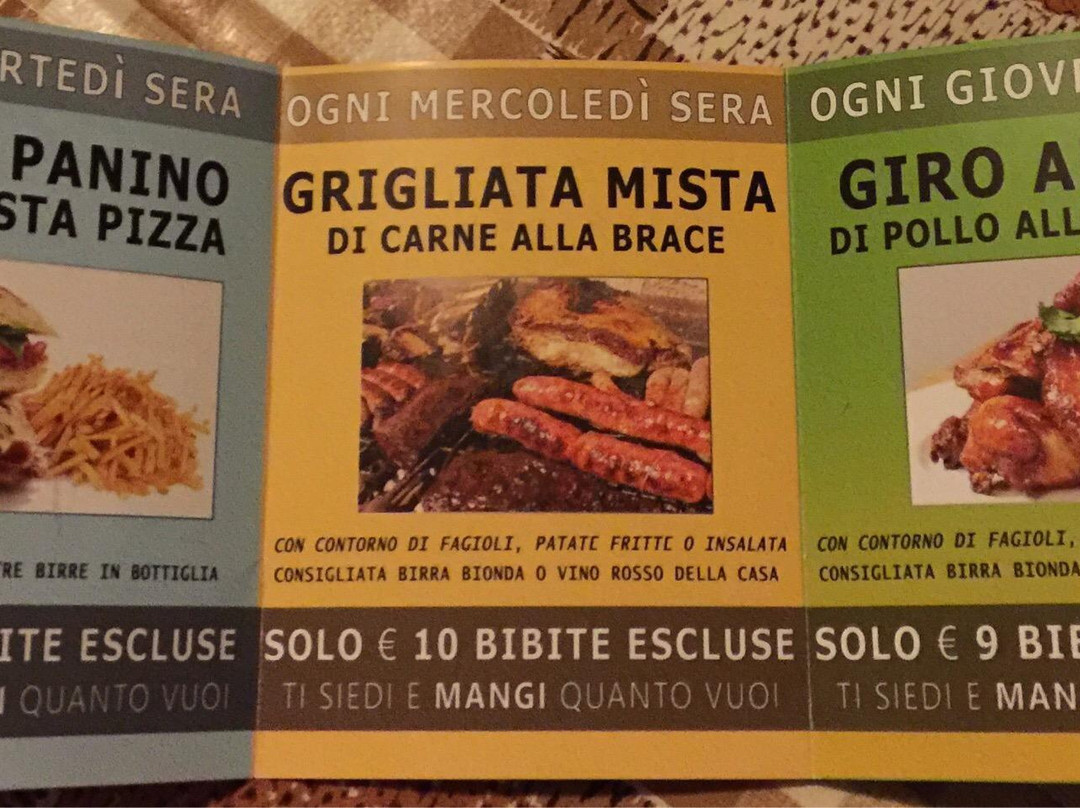 RTEDÌ SERA
PANINO
STA PIZZA
TRE BIRRE IN BOTTIGLIA
ITE ESCLUSE
I QUANTO VUOI
OGNI MERCOLEDÌ SERA
GRIGLIATA MISTA
DI CARNE ALLA BRACE
CON CONTORNO DI FAGIOLI, PATATE FRITTE O INSALATA
CONSIGLIATA BIRRA BIONDA O VINO ROSSO DELLA CASA
SOLO € 10 BIBITE ESCLUSE
TI SIEDI E MANGI QUANTO VUOI
OGNI GIOV
GIRO A
DI POLLO ALL
CON CONTORNO DI FAGIOLI,
CONSIGLIATA BIRRA BIONDA
SOLO € 9 BIB
TI SIEDI E MAN